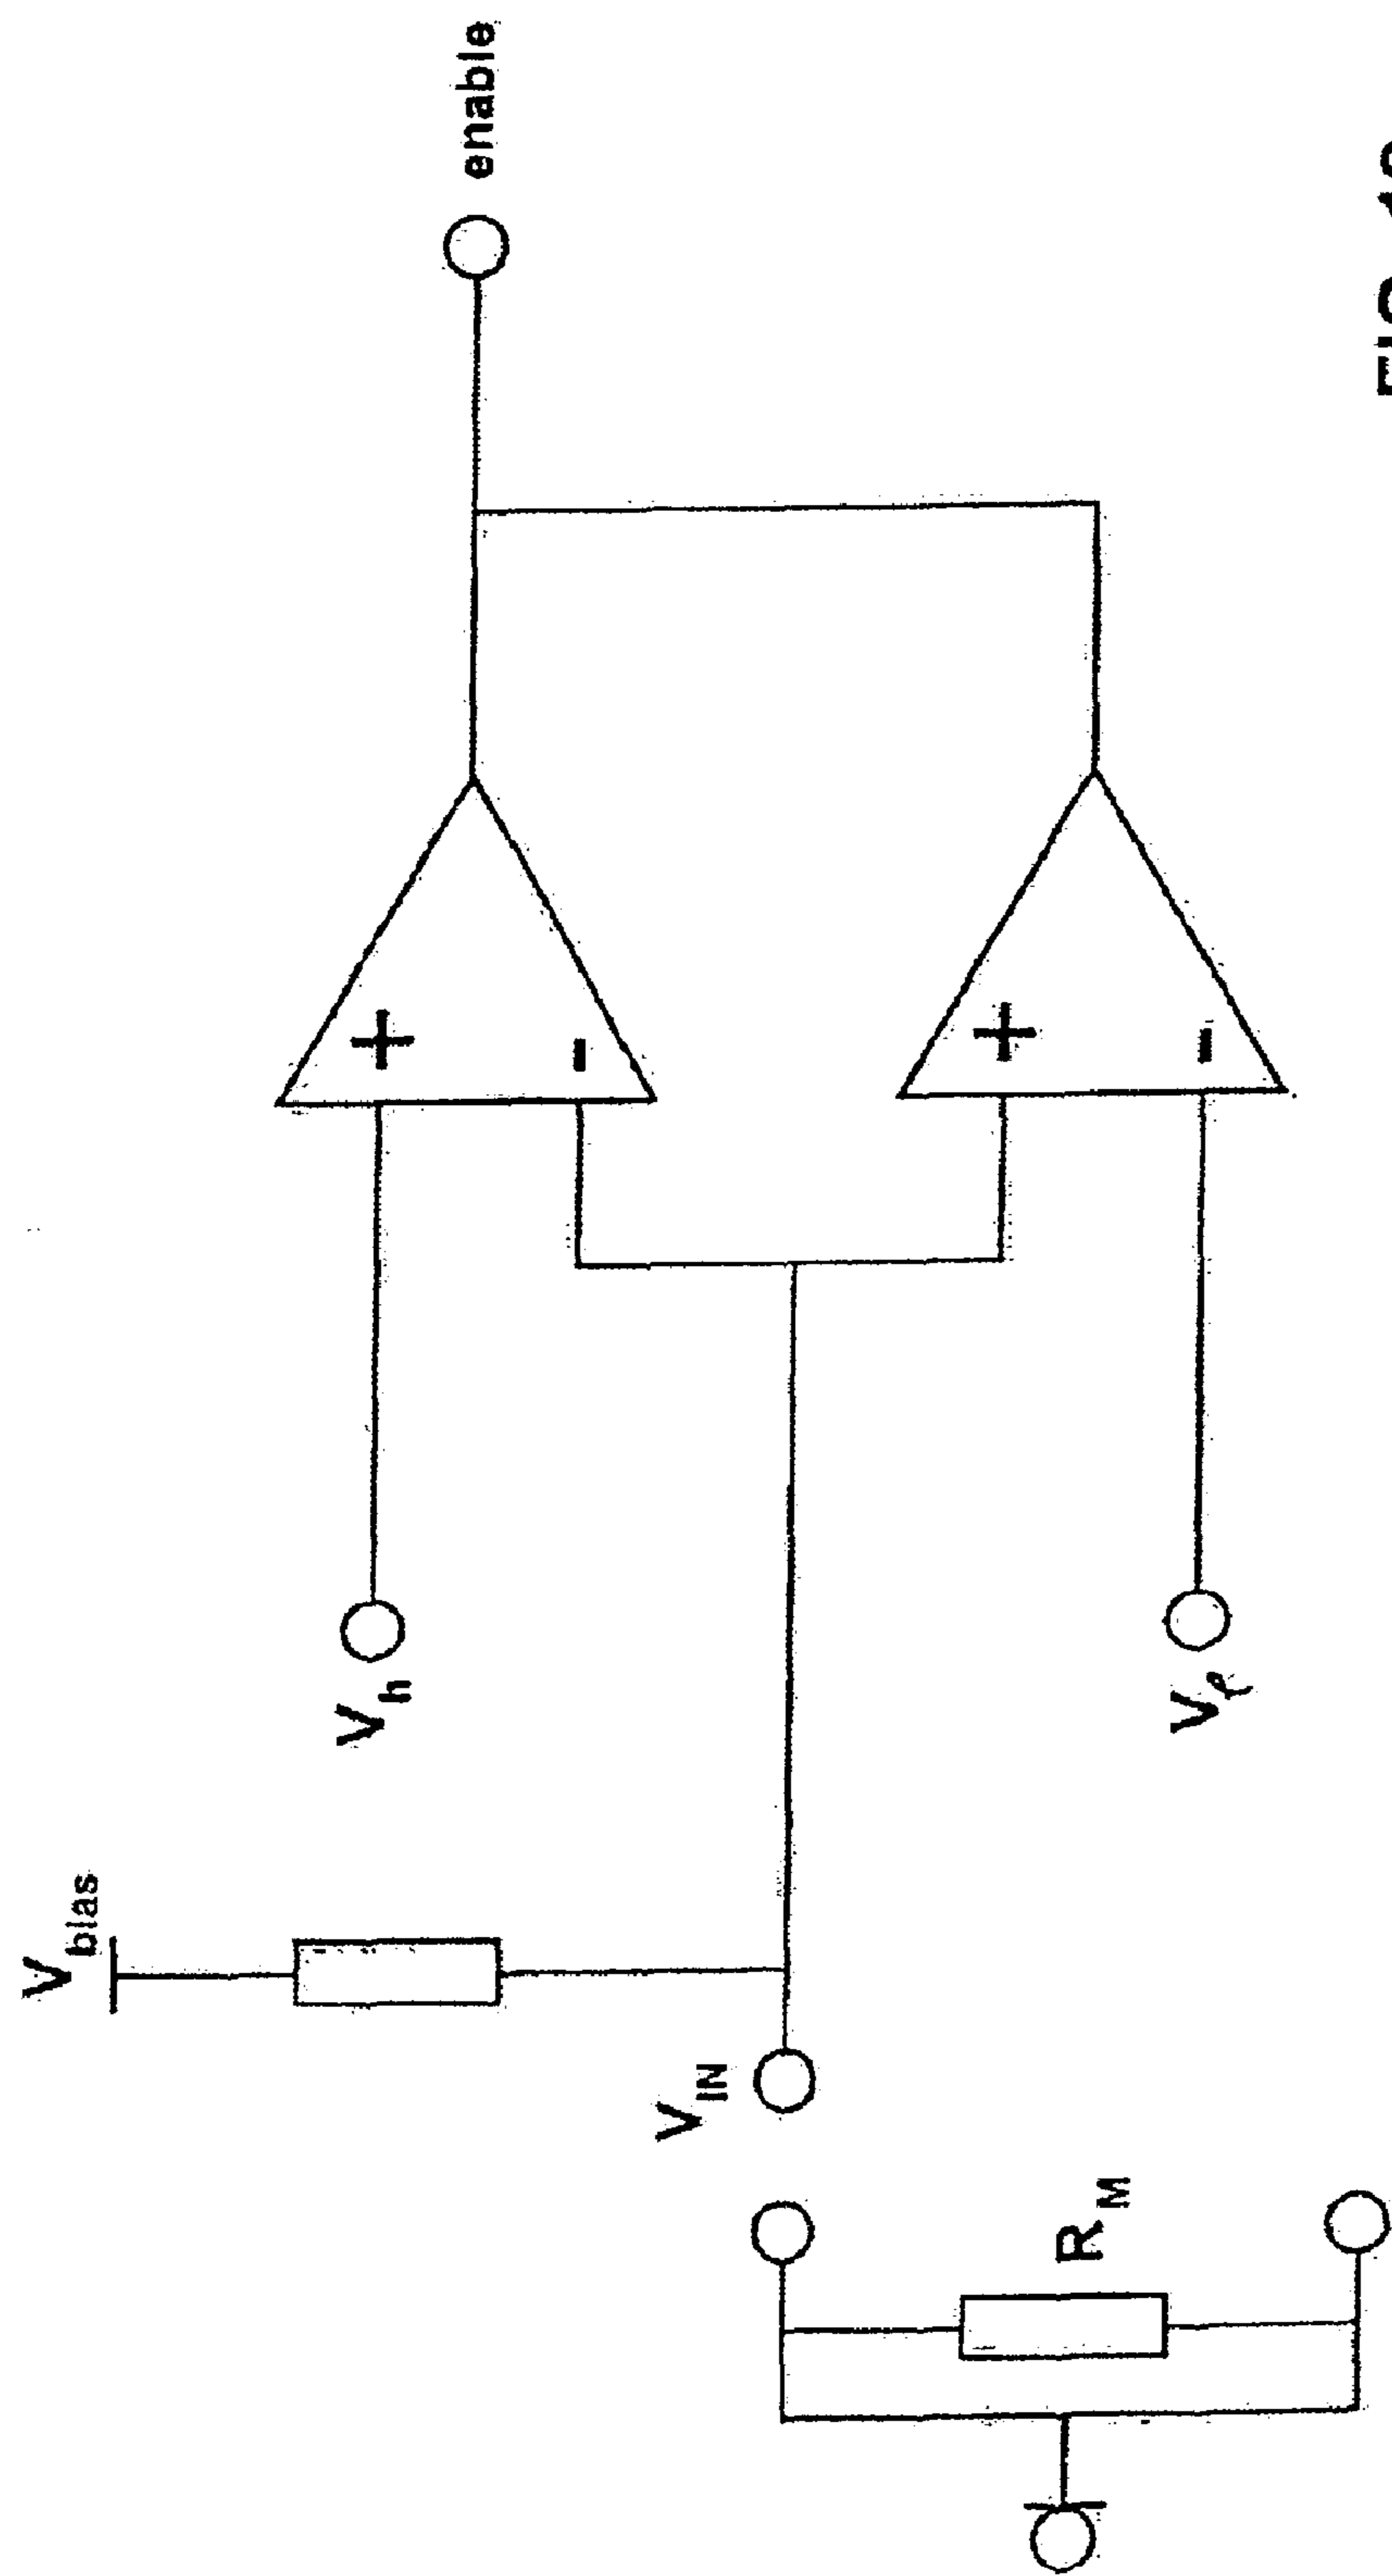 V_bias
V_h
enable
+
-
V_IN
+
-
R_M
V_ℓ